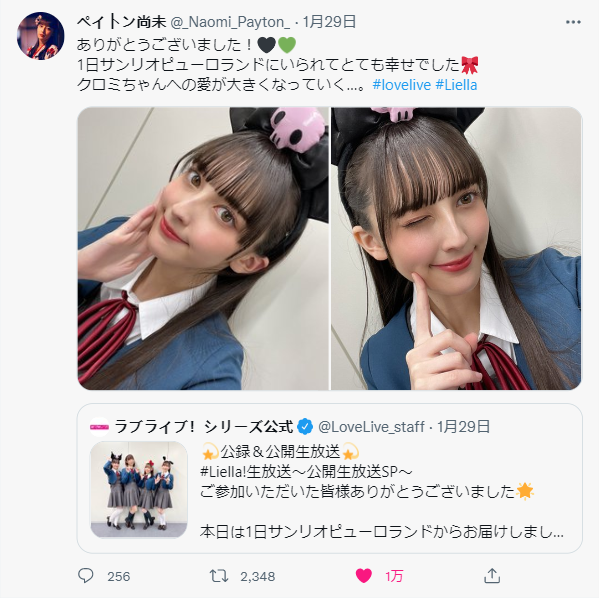 ペイトン尚未 @_Naomi_Payton_ · 1月29日
ありがとうございました！🖤💚
1日サンリオピューロランドにいられてとても幸せでした🎀
クロミちゃんへの愛が大きくなっていく...。#lovelive #Liella
ラブライブ！シリーズ公式 @LoveLive_staff · 1月29日
💫公録＆公開生放送💫
#Liella!生放送～公開生放送SP～
ご参加いただいた皆様ありがとうございました🌟
本日は1日サンリオピューロランドからお届けしまし...
256 2,348 1万